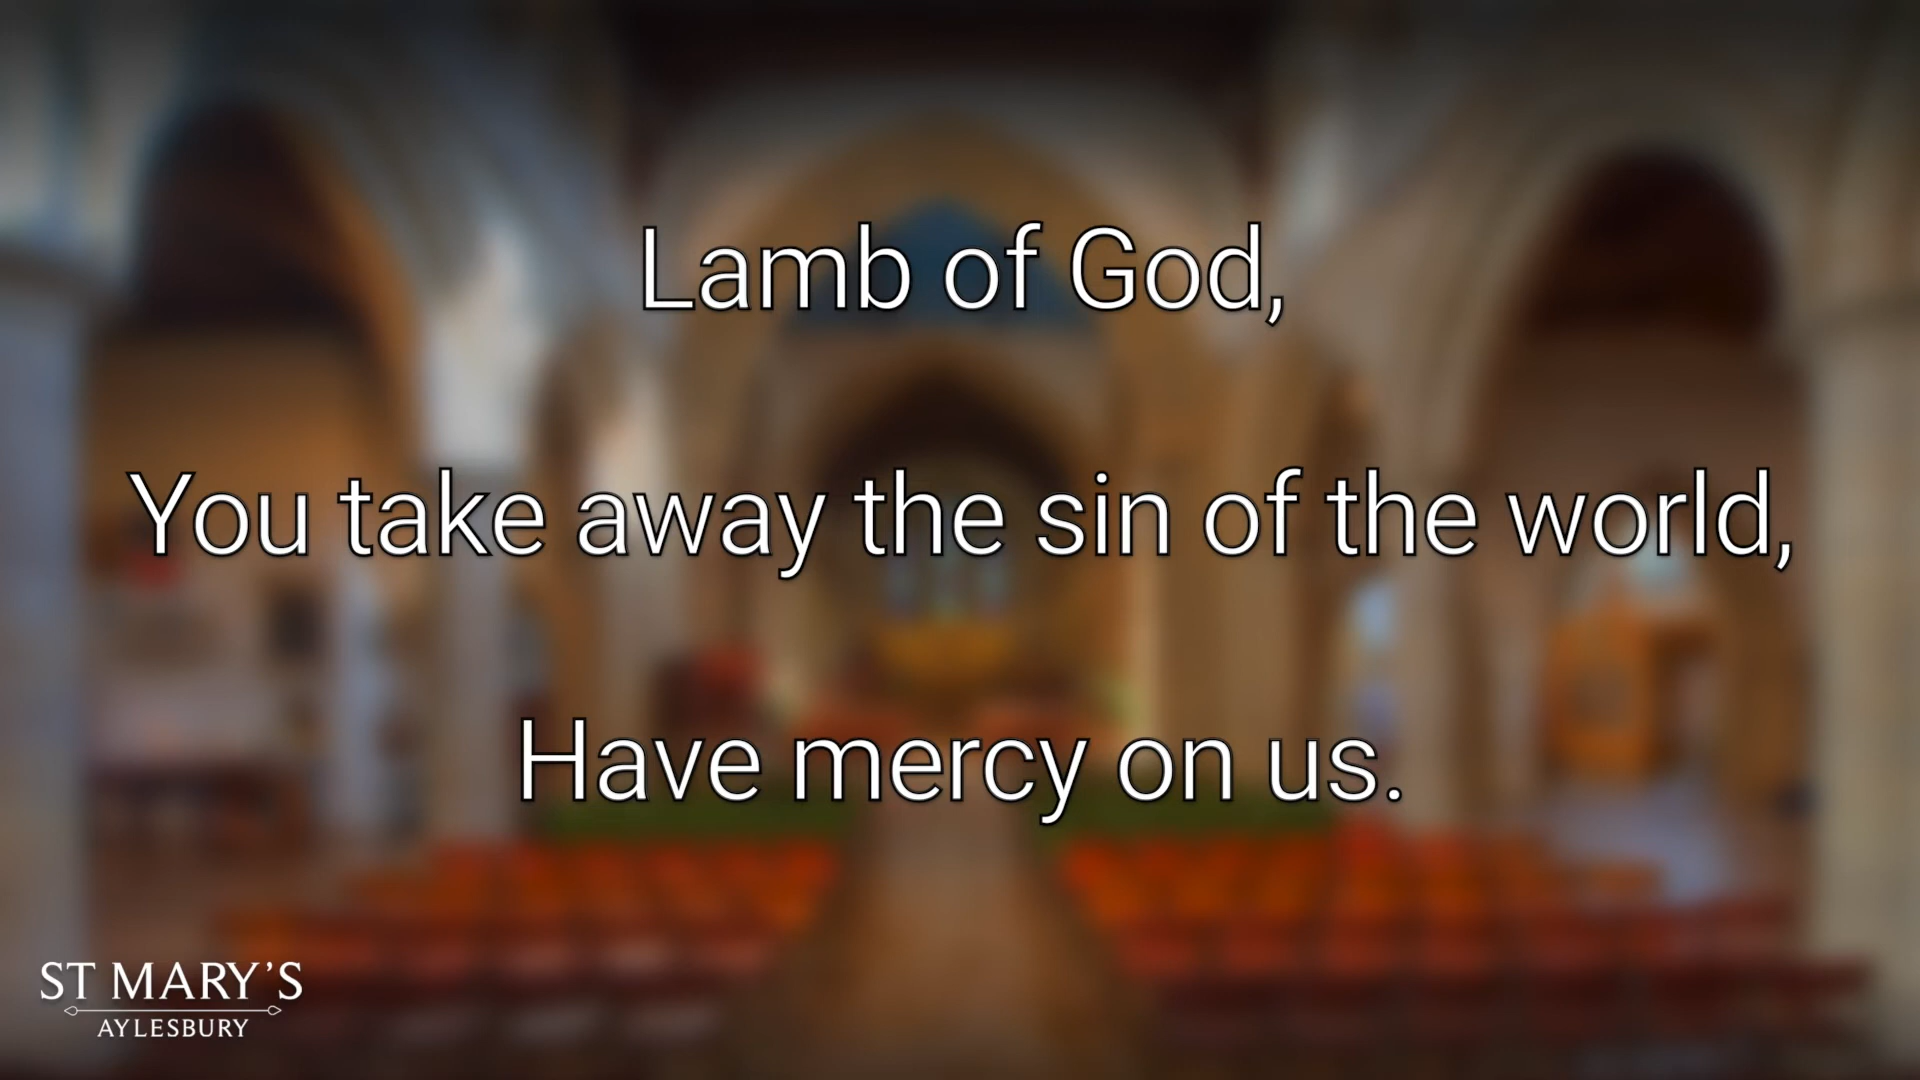 Lamb of God,
You take away the sin of the world,
Have mercy on us.
ST MARY'S
AYLESBURY